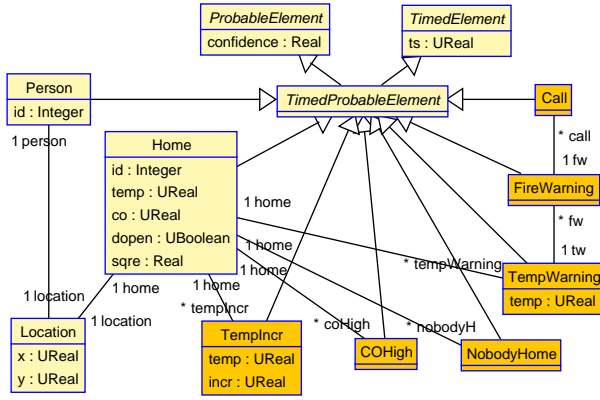 ProbableElement
confidence : Real
TimedElement
ts : UReal
Person
id : Integer
TimedProbableElement
Call
1 person
* call
Home
id : Integer
temp : UReal
co : UReal
dopen : UBoolean
sqre : Real
1 fw
FireWarning
1 home
* fw
1 home
1 home
1 home
1 home
* tempWarning
1 tw
TempWarning
temp : UReal
1 location
1 location
* tempIncr
* coHigh
* nobodyH
Location
x : UReal
y : UReal
TempIncr
temp : UReal
incr : UReal
COHigh
NobodyHome